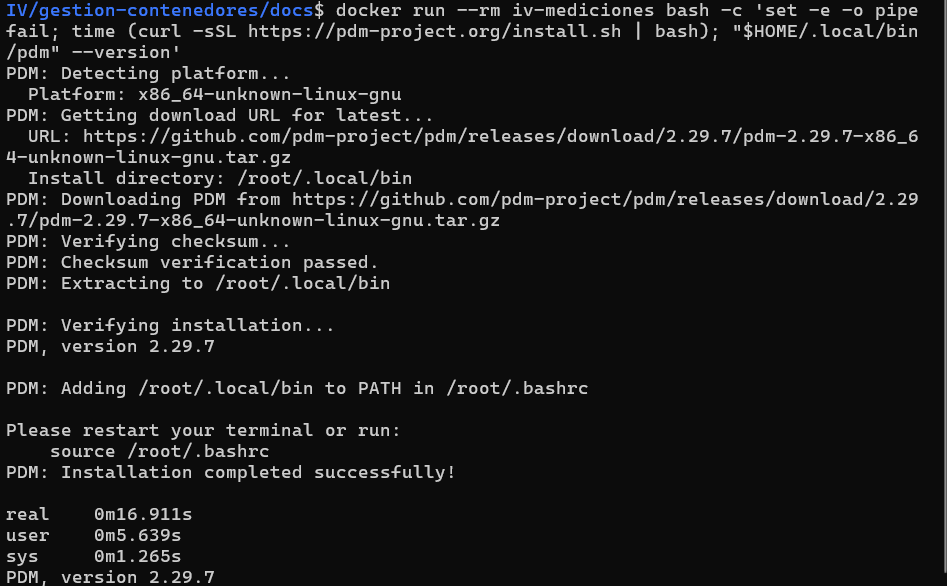 IV/gestion-contenedores/docs$ docker run --rm iv-mediciones bash -c 'set -e -o pipe
fail; time (curl -sSL https://pdm-project.org/install.sh | bash); "$HOME/.local/bin
/pdm" --version'
PDM: Detecting platform...
  Platform: x86_64-unknown-linux-gnu
PDM: Getting download URL for latest...
  URL: https://github.com/pdm-project/pdm/releases/download/2.29.7/pdm-2.29.7-x86_6
4-unknown-linux-gnu.tar.gz
  Install directory: /root/.local/bin
PDM: Downloading PDM from https://github.com/pdm-project/pdm/releases/download/2.29
.7/pdm-2.29.7-x86_64-unknown-linux-gnu.tar.gz
PDM: Verifying checksum...
PDM: Checksum verification passed.
PDM: Extracting to /root/.local/bin

PDM: Verifying installation...
PDM, version 2.29.7

PDM: Adding /root/.local/bin to PATH in /root/.bashrc

Please restart your terminal or run:
    source /root/.bashrc
PDM: Installation completed successfully!

real    0m16.911s
user    0m5.639s
sys     0m1.265s
PDM, version 2.29.7